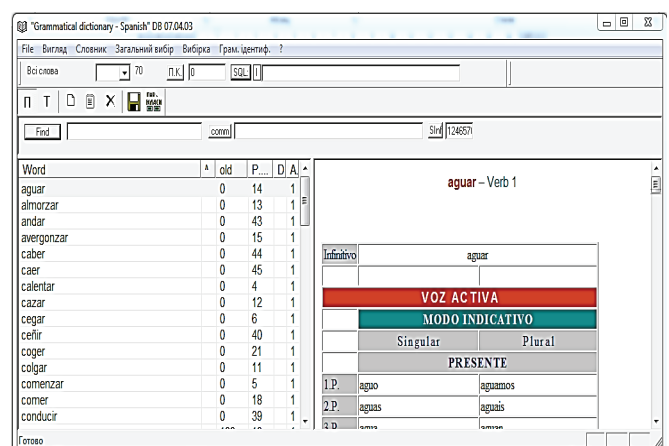 "Grammatical dictionary - Spanish" DB 07.04.03
File Вигляд Словник Загальний вибір Вибірка Грам. ідентиф. ?
Всі слова 70 П.К. 0 SQL: I
П Т
Find comm SInf 124657
Word old P.... D A.
aguar 0 14 1
almorzar 0 13 1
andar 0 43 1
avergonzar 0 15 1
caber 0 44 1
caer 0 45 1
calentar 0 4 1
cazar 0 12 1
cegar 0 6 1
ceñir 0 40 1
coger 0 21 1
colgar 0 11 1
comenzar 0 5 1
comer 0 18 1
conducir 0 39 1
aguar – Verb 1
Infinitivo aguar
VOZ ACTIVA
MODO INDICATIVO
Singular Plural
PRESENTE
1.P. aguo aguamos
2.P. aguas aguais
3.P. agua aguan
Готово